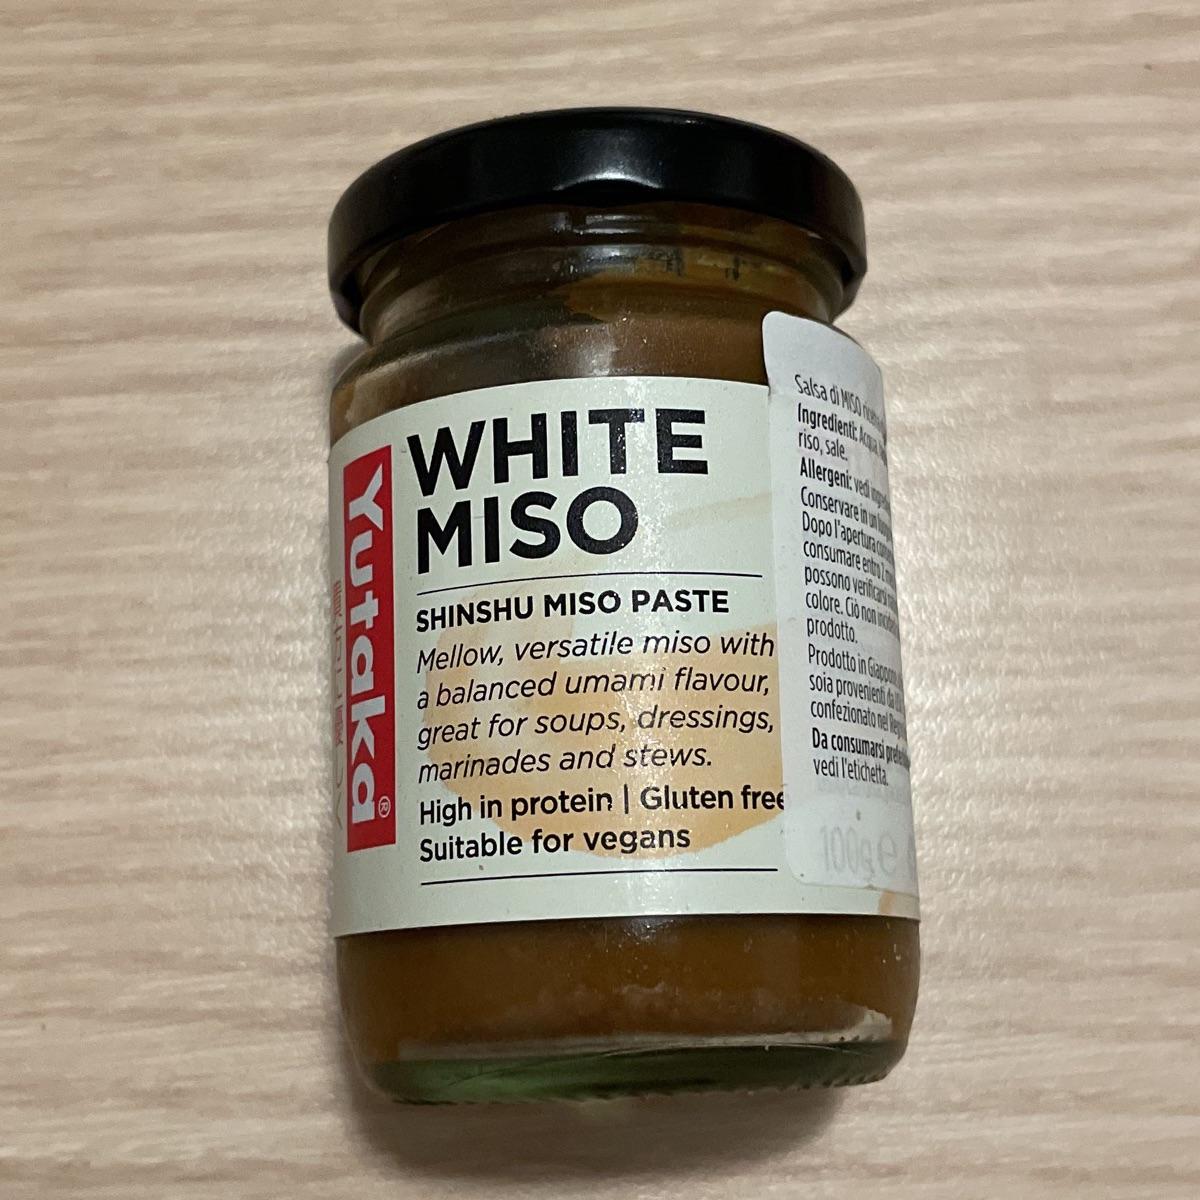 Yutaka®
WHITE
MISO
SHINSHU MISO PASTE
Mellow, versatile miso with
a balanced umami flavour,
great for soups, dressings,
marinades and stews.
High in protein | Gluten free
Suitable for vegans
Salsa di MISO
Ingredienti: Acqua,
riso, sale.
Allergeni: vedi
Conservare in un
Dopo l'apertura
consumare entro 2
possono verificarsi
colore. Ciò non
prodotto.
Prodotto in Giappone
soia provenienti da
confezionato nel
Da consumarsi
vedi l'etichetta.
100g e